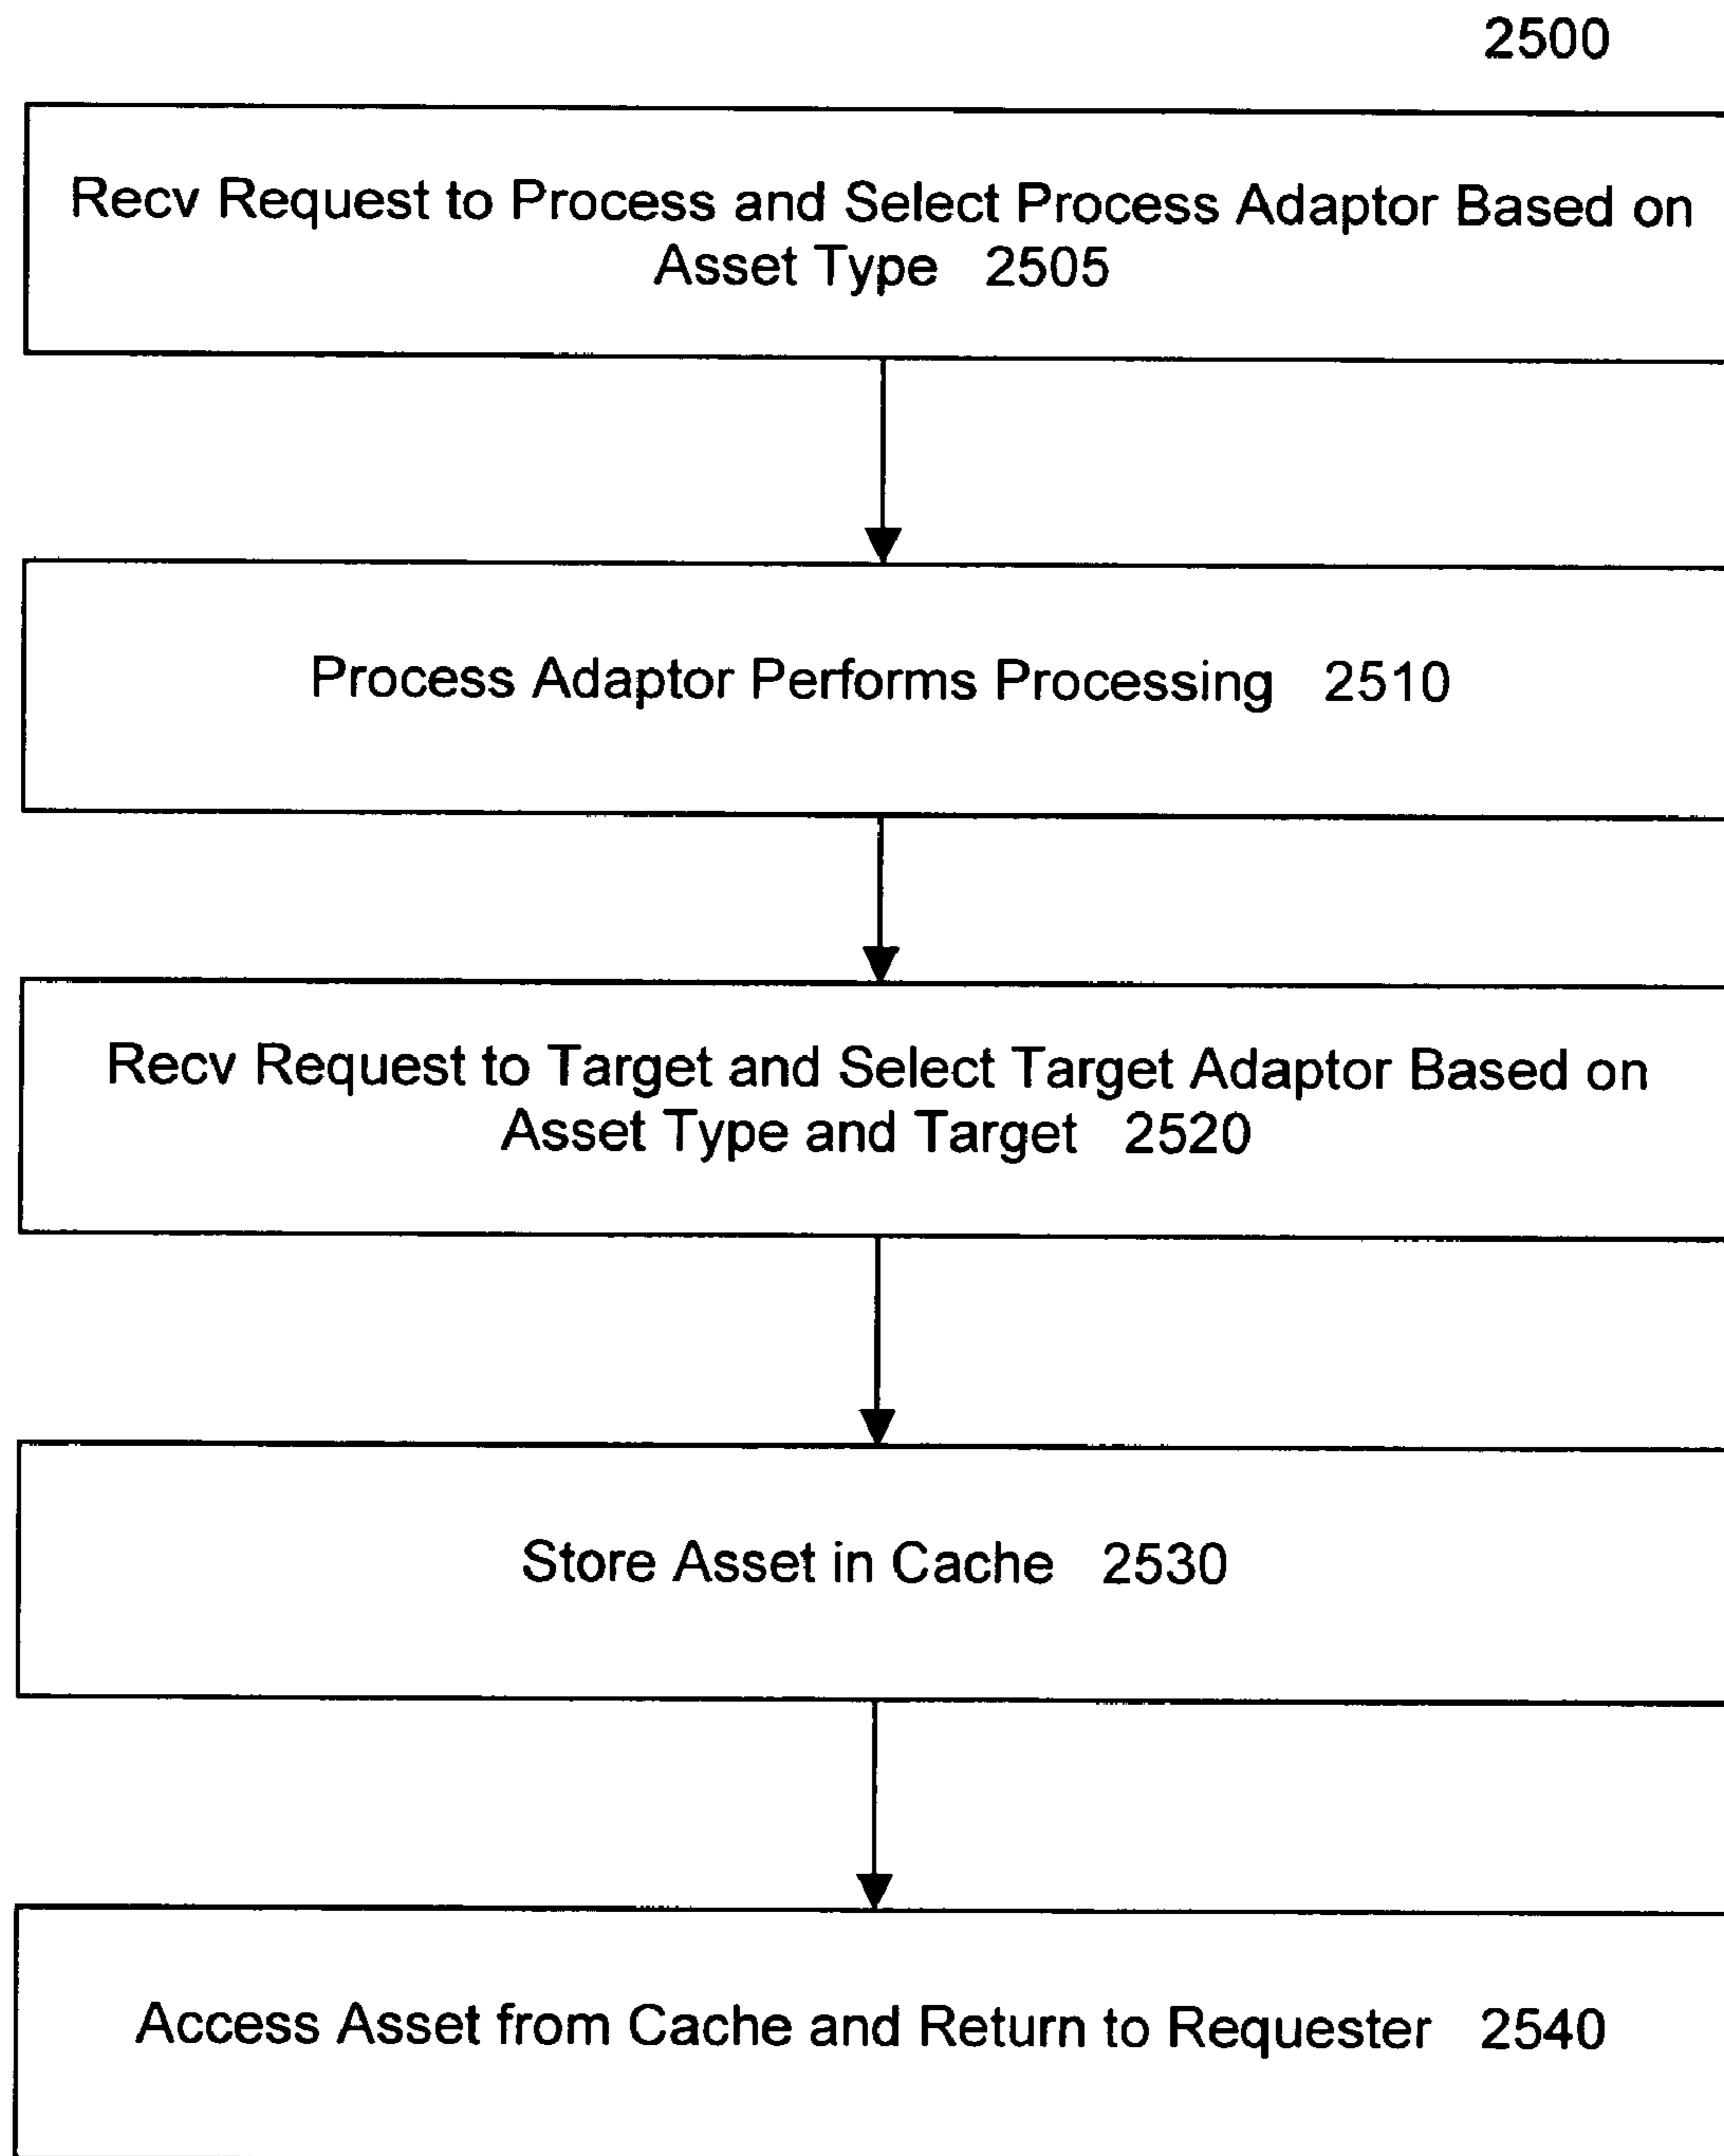 2500
Recv Request to Process and Select Process Adaptor Based on
Asset Type 2505
Process Adaptor Performs Processing 2510
Recv Request to Target and Select Target Adaptor Based on
Asset Type and Target 2520
Store Asset in Cache 2530
Access Asset from Cache and Return to Requester 2540